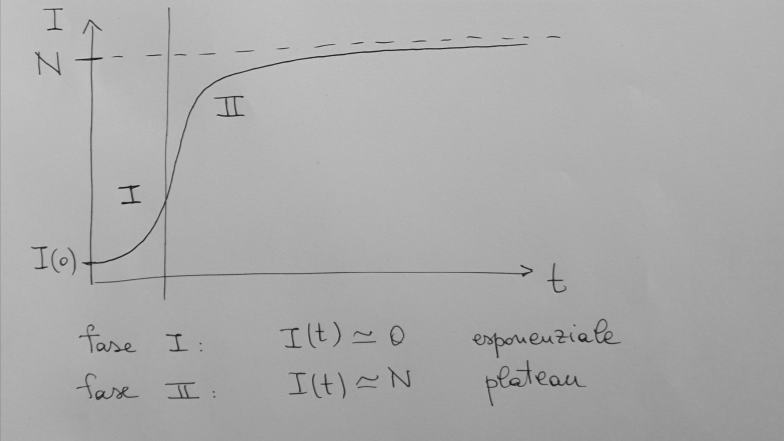 I
N
II
I
I(0)
t
fase I: I(t) ≃ 0 esponenziale
fase II: I(t) ≃ N plateau